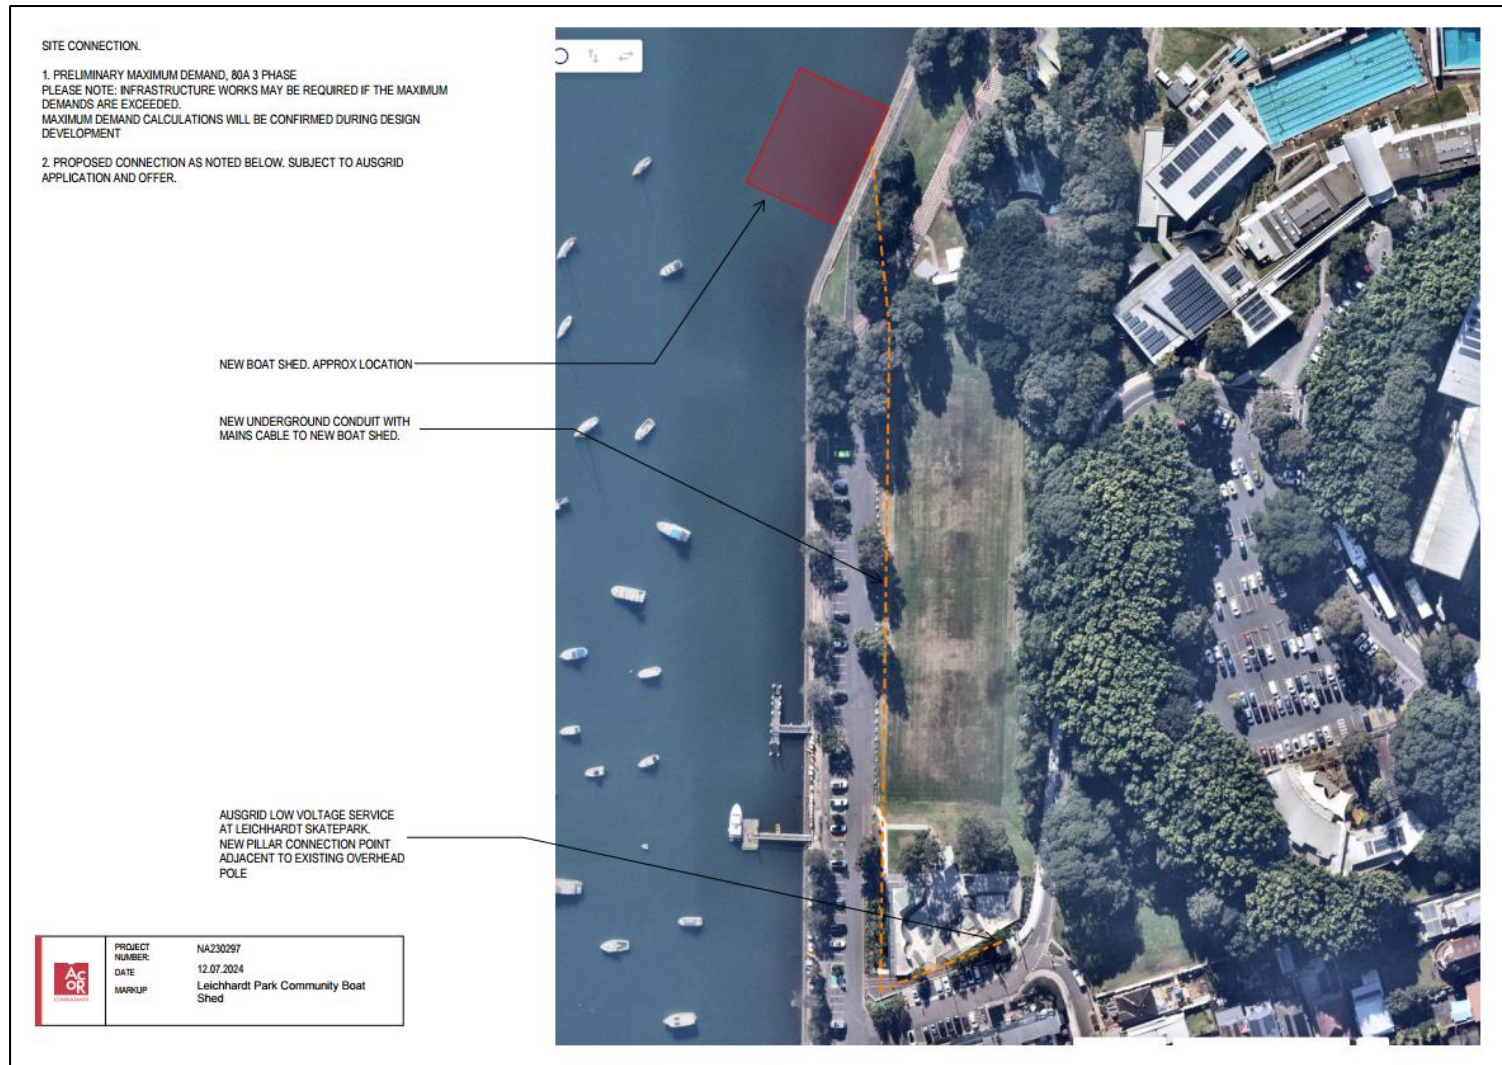 SITE CONNECTION.
1. PRELIMINARY MAXIMUM DEMAND, 80A 3 PHASE
PLEASE NOTE: INFRASTRUCTURE WORKS MAY BE REQUIRED IF THE MAXIMUM
DEMANDS ARE EXCEEDED.
MAXIMUM DEMAND CALCULATIONS WILL BE CONFIRMED DURING DESIGN
DEVELOPMENT
2. PROPOSED CONNECTION AS NOTED BELOW. SUBJECT TO AUSGRID
APPLICATION AND OFFER.
NEW BOAT SHED. APPROX LOCATION
NEW UNDERGROUND CONDUIT WITH
MAINS CABLE TO NEW BOAT SHED.
AUSGRID LOW VOLTAGE SERVICE
AT LEICHHARDT SKATEPARK.
NEW PILLAR CONNECTION POINT
ADJACENT TO EXISTING OVERHEAD
POLE
ACOR
CONSULTANTS
PROJECT
NUMBER:
NA230297
DATE
12.07.2024
MARKUP
Leichhardt Park Community Boat
Shed